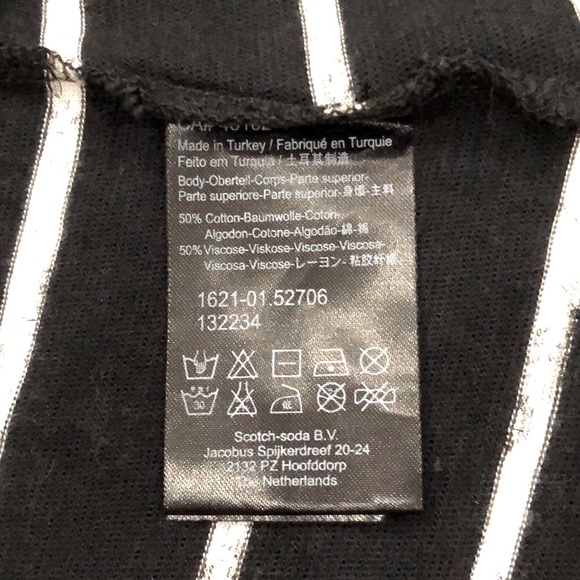 Made in Turkey / Fabriqué en Turquie
Feito em Turquia / 土耳其制造
Body-Oberteil-Corps-Parte superior-
Parte superiore-Parte superior-身頃-主料
50% Cotton-Baumwolle-Coton-
Algodon-Cotone-Algodão-綿-棉
50% Viscose-Viskose-Viscose-Viscosa-
Viscosa-Viscose-レーヨン-粘胶纤维
1621-01.52706
132234
30
Scotch-soda B.V.
Jacobus Spijkerdreef 20-24
2132 PZ Hoofddorp
The Netherlands